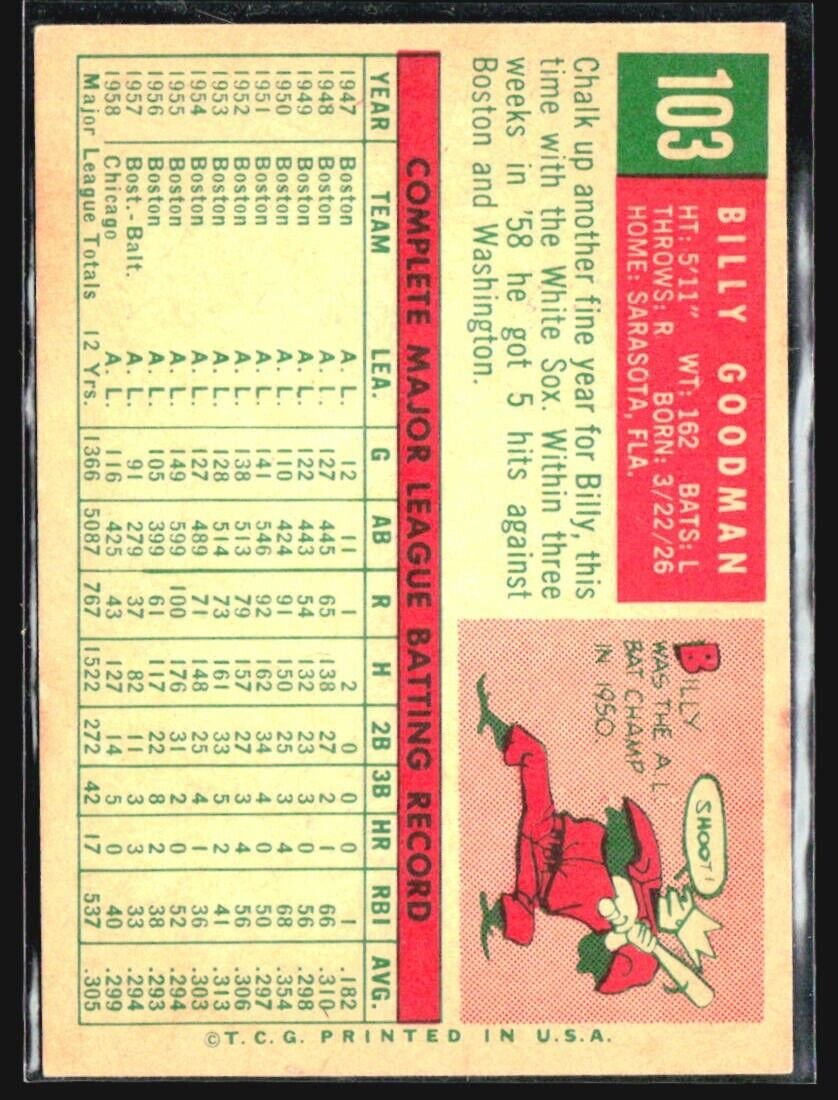 103
BILLY GOODMAN
HT: 5'11" WT: 162 BATS: L
THROWS: R BORN: 3/22/26
HOME: SARASOTA, FLA.
Chalk up another fine year for Billy, this
time with the White Sox. Within three
weeks in '58 he got 5 hits against
Boston and Washington.
BILLY
WAS THE A.L
BAT CHAMP
IN 1950
SHOOT!
COMPLETE MAJOR LEAGUE BATTING RECORD
YEAR TEAM LEA. G AB R H 2B 3B HR RBI AVG.
1947 Boston A. L. 12 11 1 2 0 0 0 1 .182
1948 Boston A. L. 127 445 65 138 27 2 1 66 .310
1949 Boston A. L. 122 443 54 132 23 3 0 56 .298
1950 Boston A. L. 110 424 91 150 25 3 4 68 .354
1951 Boston A. L. 141 546 92 162 34 4 0 50 .297
1952 Boston A. L. 138 513 79 157 27 3 4 56 .306
1953 Boston A. L. 128 514 73 161 33 5 2 41 .313
1954 Boston A. L. 127 489 71 148 25 4 1 36 .303
1955 Boston A. L. 149 599 100 176 31 2 0 52 .294
1956 Boston A. L. 105 399 61 117 22 8 2 38 .293
1957 Bost.-Balt. A. L. 91 279 37 82 11 3 3 33 .294
1958 Chicago A. L. 116 425 43 127 14 5 0 40 .299
Major League Totals 12 Yrs. 1366 5087 767 1522 272 42 17 537 .305
©T.C.G. PRINTED IN U.S.A.